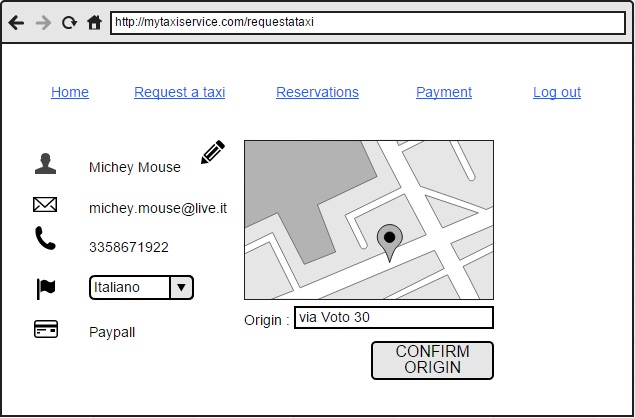 http://mytaxiservice.com/requestataxi
Home Request a taxi Reservations Payment Log out
Michey Mouse
michey.mouse@live.it
3358671922
Italiano
Paypall
Origin : via Voto 30
CONFIRM
ORIGIN